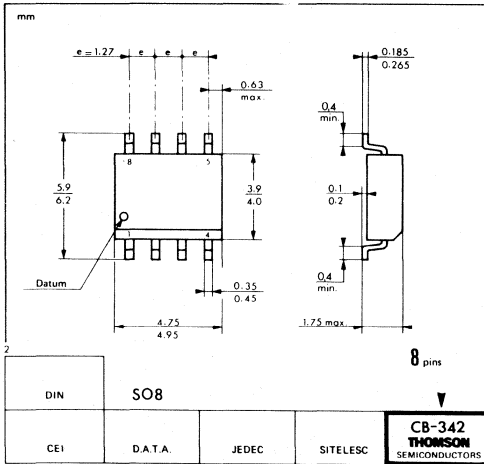 mm
e = 1.27 e e e
0.63
max.
0.185
0.265
0,4
min.
8 5
5.9
6.2
3.9
4.0
0.1
0.2
1 4
Datum
0.35
0.45
0,4
min.
4.75
4.95
1.75 max.
2
8 pins
DIN SO8
CEI D.A.T.A. JEDEC SITELESC
CB-342
THOMSON
SEMICONDUCTORS